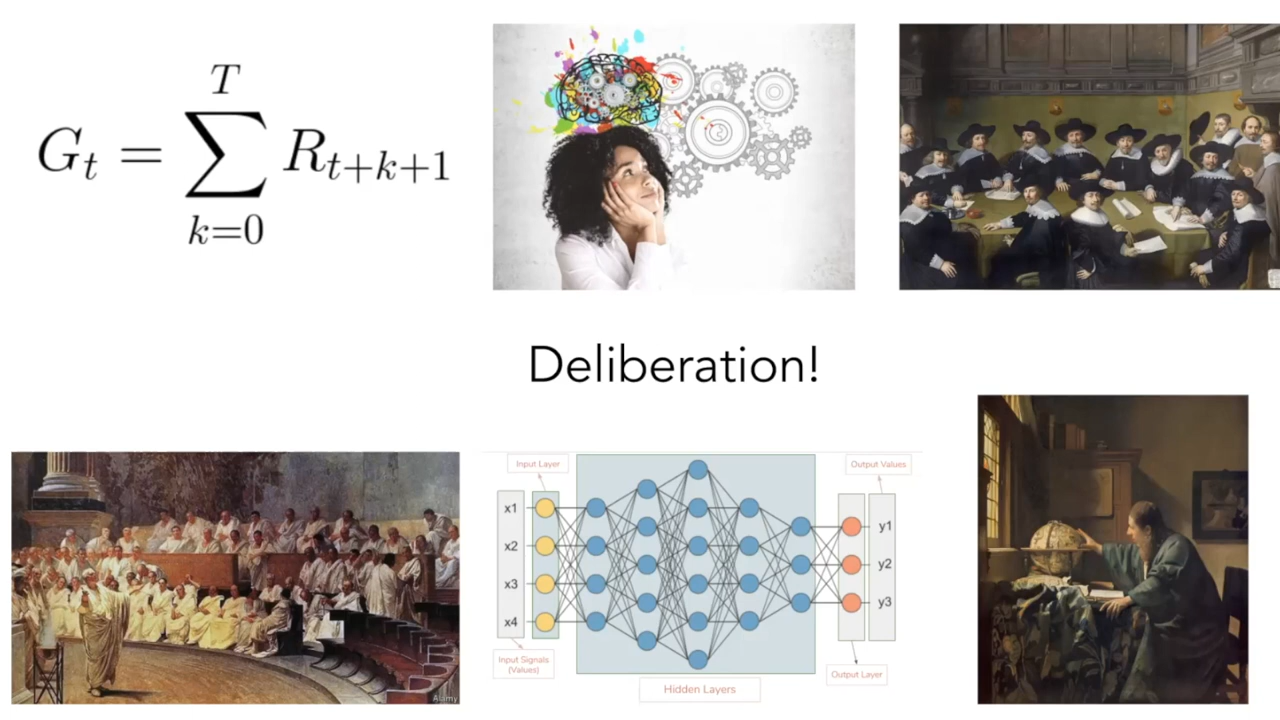 G_t = \sum_{k=0}^{T} R_{t+k+1}
Deliberation!
Input Layer
Output Values
x1
x2
x3
x4
y1
y2
y3
Input Signals
(Values)
Hidden Layers
Output Layer
Alamy